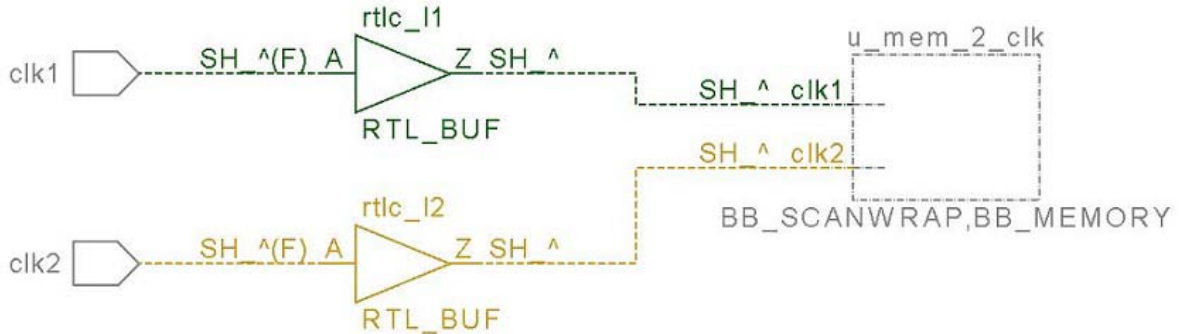 rtlc_I1
clk1 SH_^(F) A Z SH_^
RTL_BUF
u_mem_2_clk
SH_^ clk1
SH_^ clk2
BB_SCANWRAP,BB_MEMORY
rtlc_I2
clk2 SH_^(F) A Z SH_^
RTL_BUF